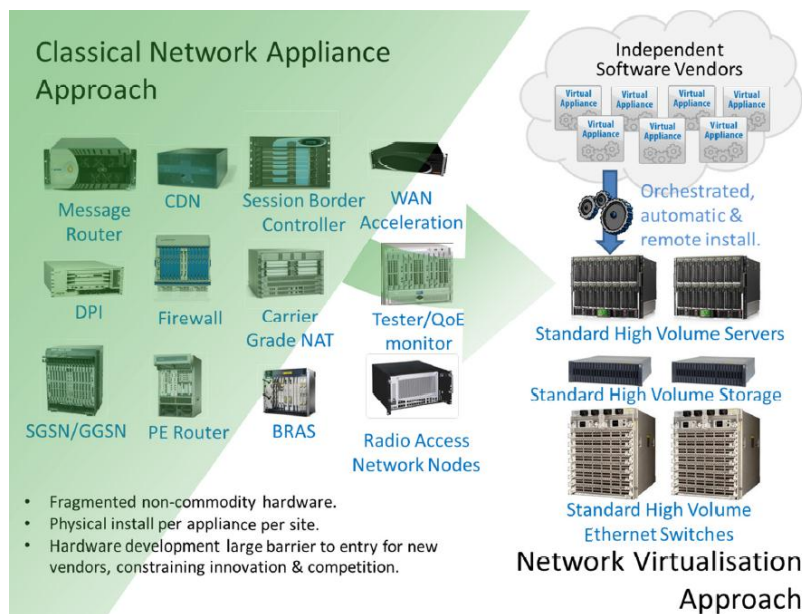 Classical Network Appliance
Approach
Message
Router
CDN
Session Border
Controller
WAN
Acceleration
DPI
Firewall
Carrier
Grade NAT
Tester/QoE
monitor
SGSN/GGSN
PE Router
BRAS
Radio Access
Network Nodes
• Fragmented non-commodity hardware.
• Physical install per appliance per site.
• Hardware development large barrier to entry for new
vendors, constraining innovation & competition.
Independent
Software Vendors
Virtual
Appliance
Virtual
Appliance
Virtual
Appliance
Virtual
Appliance
Virtual
Appliance
Virtual
Appliance
Virtual
Appliance
Orchestrated,
automatic &
remote install.
Standard High Volume Servers
Standard High Volume Storage
Standard High Volume
Ethernet Switches
Network Virtualisation
Approach